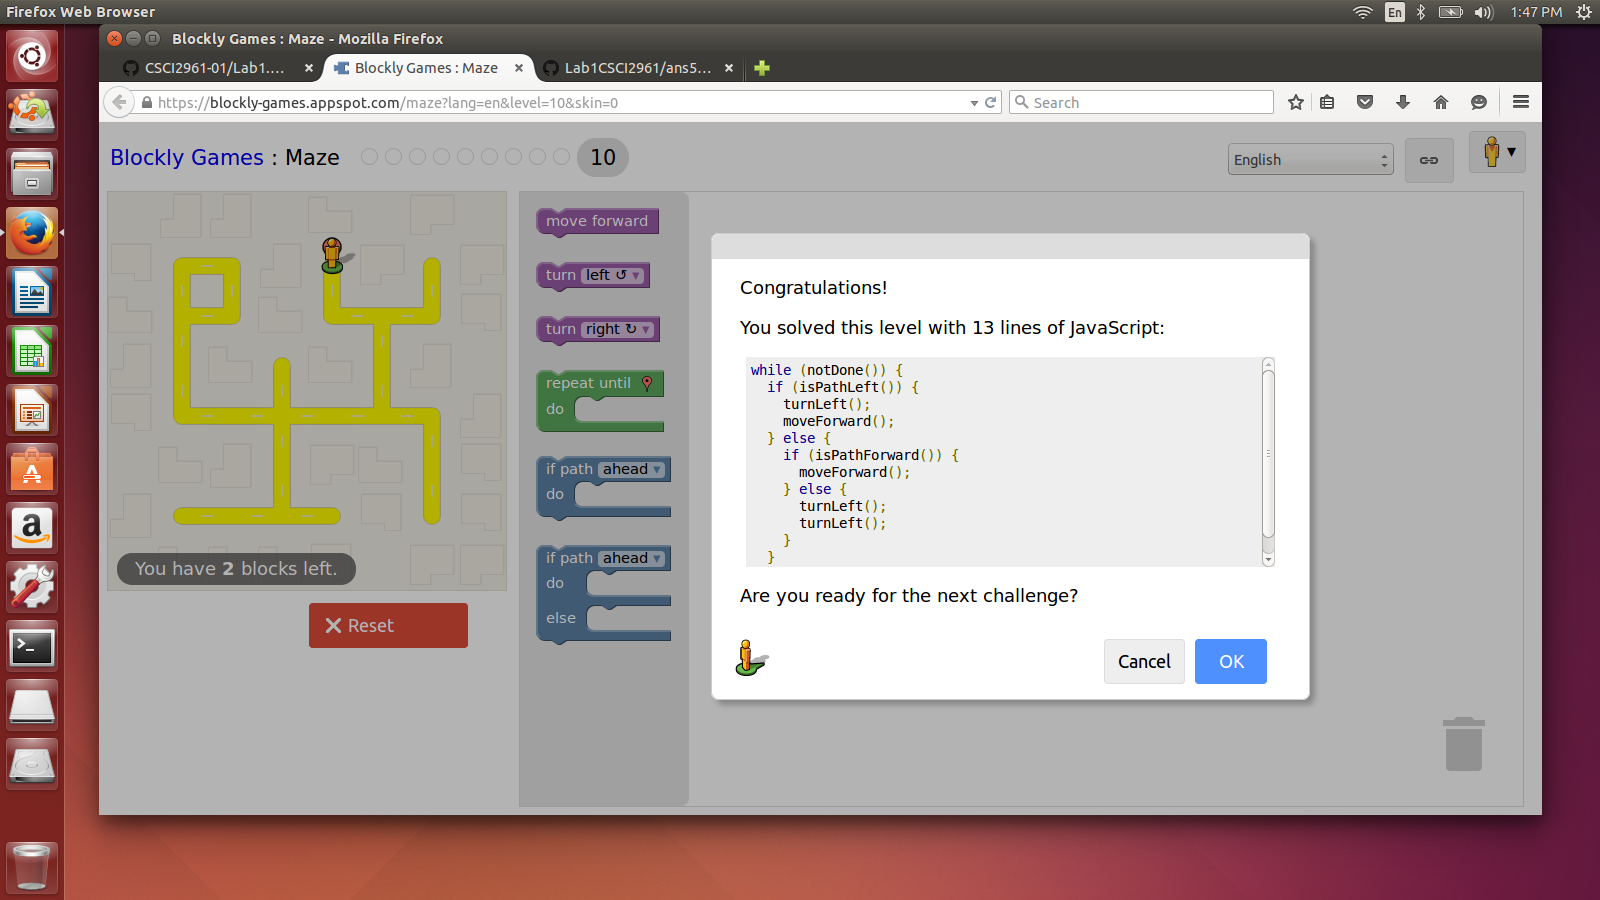 Firefox Web Browser
En
1:47 PM
Blockly Games : Maze - Mozilla Firefox
CSCI2961-01/Lab1....
Blockly Games : Maze
Lab1CSCI2961/ans5...
https://blockly-games.appspot.com/maze?lang=en&level=10&skin=0
Search
Blockly Games : Maze
10
English
move forward
turn left ↺ ▾
turn right ↻ ▾
repeat until
do
if path ahead ▾
do
if path ahead ▾
do
else
You have 2 blocks left.
Reset
Congratulations!
You solved this level with 13 lines of JavaScript:
while (notDone()) {
  if (isPathLeft()) {
    turnLeft();
    moveForward();
  } else {
    if (isPathForward()) {
      moveForward();
    } else {
      turnLeft();
      turnLeft();
    }
  }
Are you ready for the next challenge?
Cancel
OK